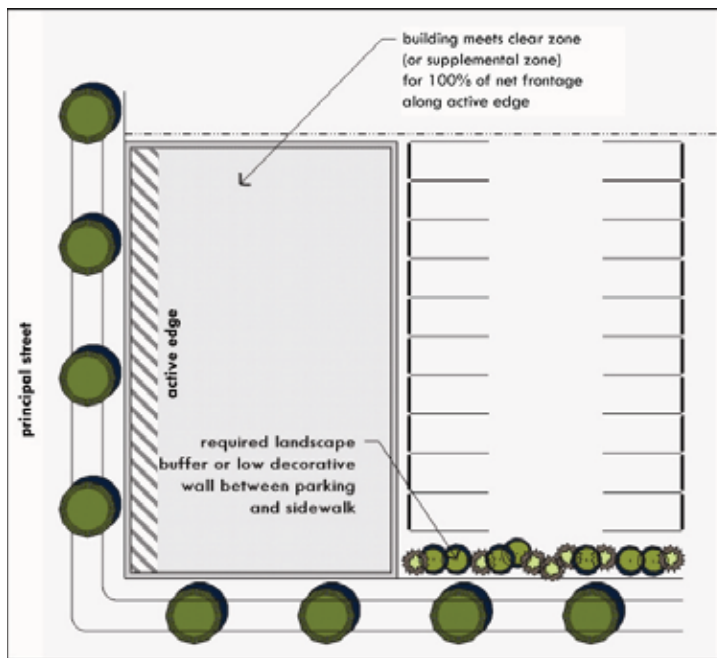 building meets clear zone
(or supplemental zone)
for 100% of net frontage
along active edge
principal street
active edge
required landscape
buffer or low decorative
wall between parking
and sidewalk